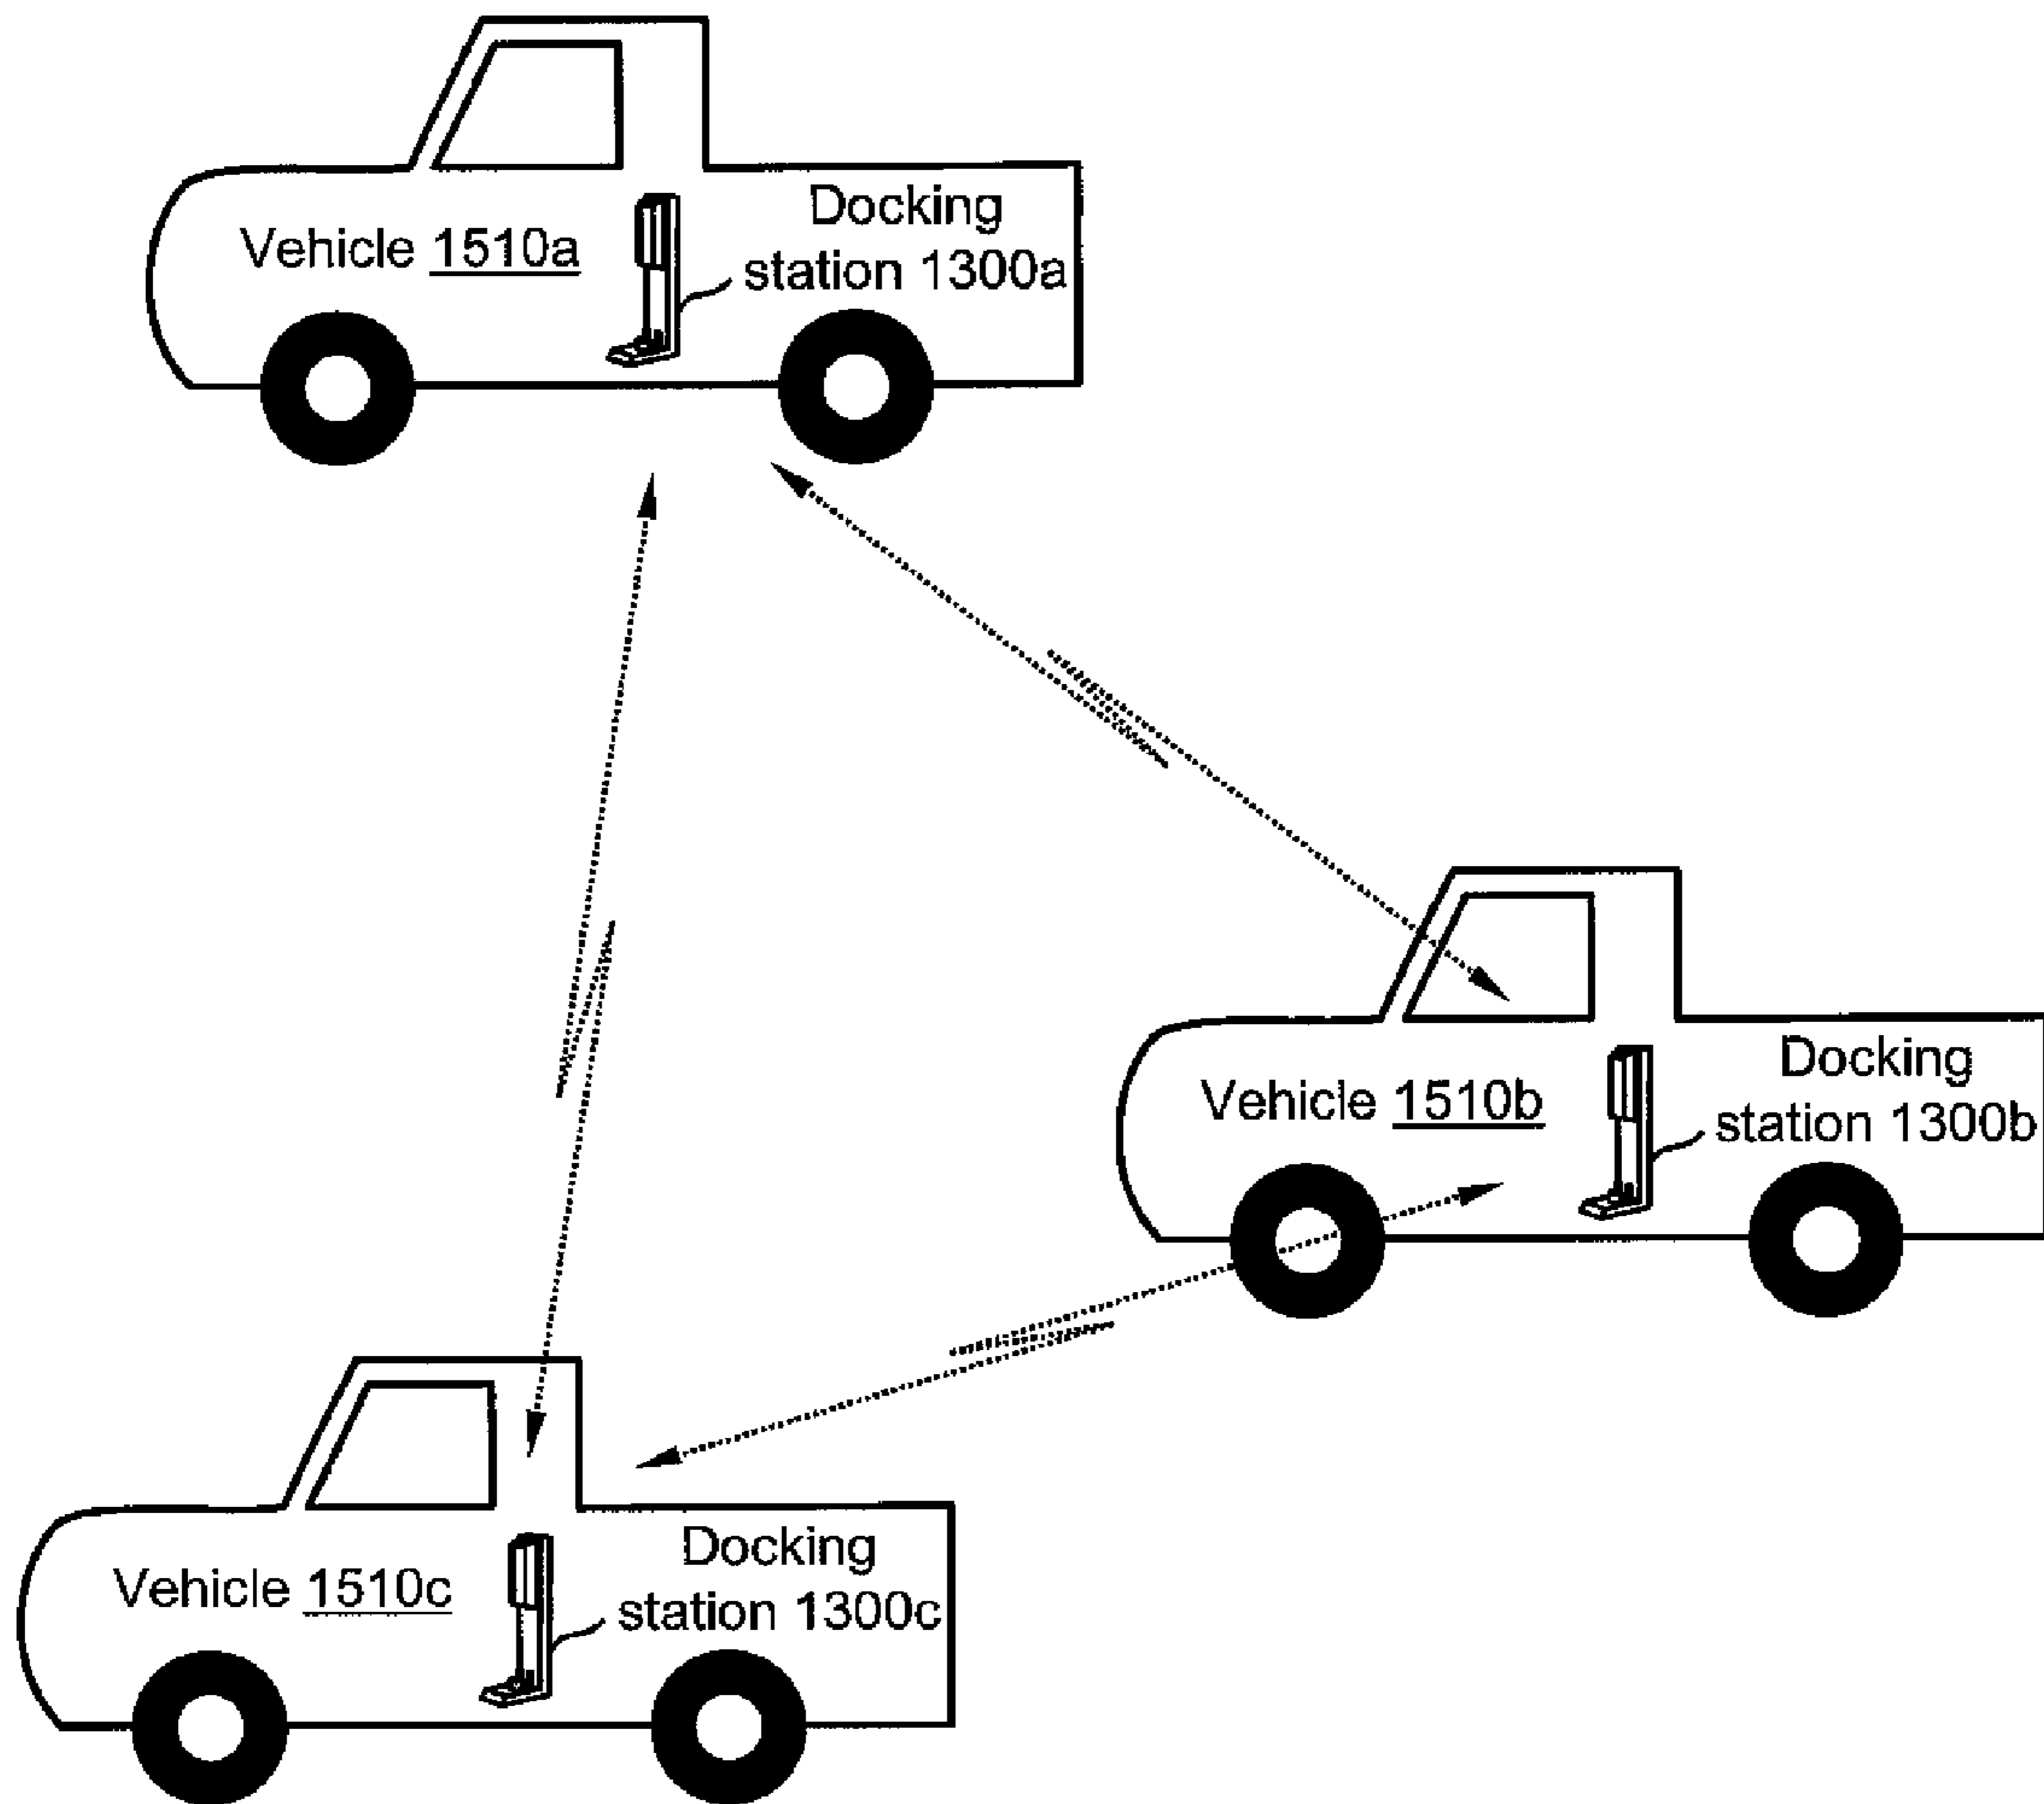 Docking
Vehicle 1510a
station 1300a
Docking
Vehicle 1510b
station 1300b
Docking
Vehicle 1510c
station 1300c